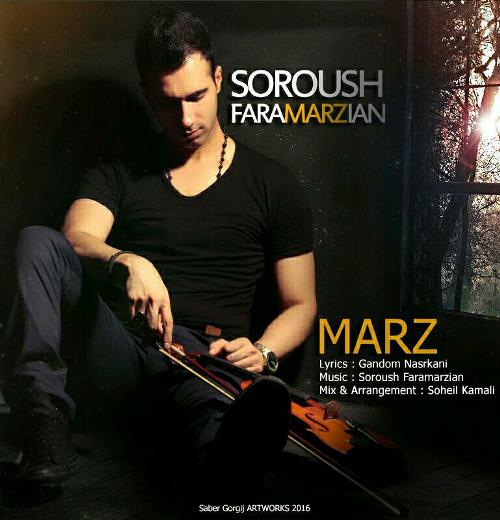 SOROUSH
FARAMARZIAN
MARZ
Lyrics : Gandom Nasrkani
Music : Soroush Faramarzian
Mix & Arrangement : Soheil Kamali
Saber Gorgij ARTWORKS 2016